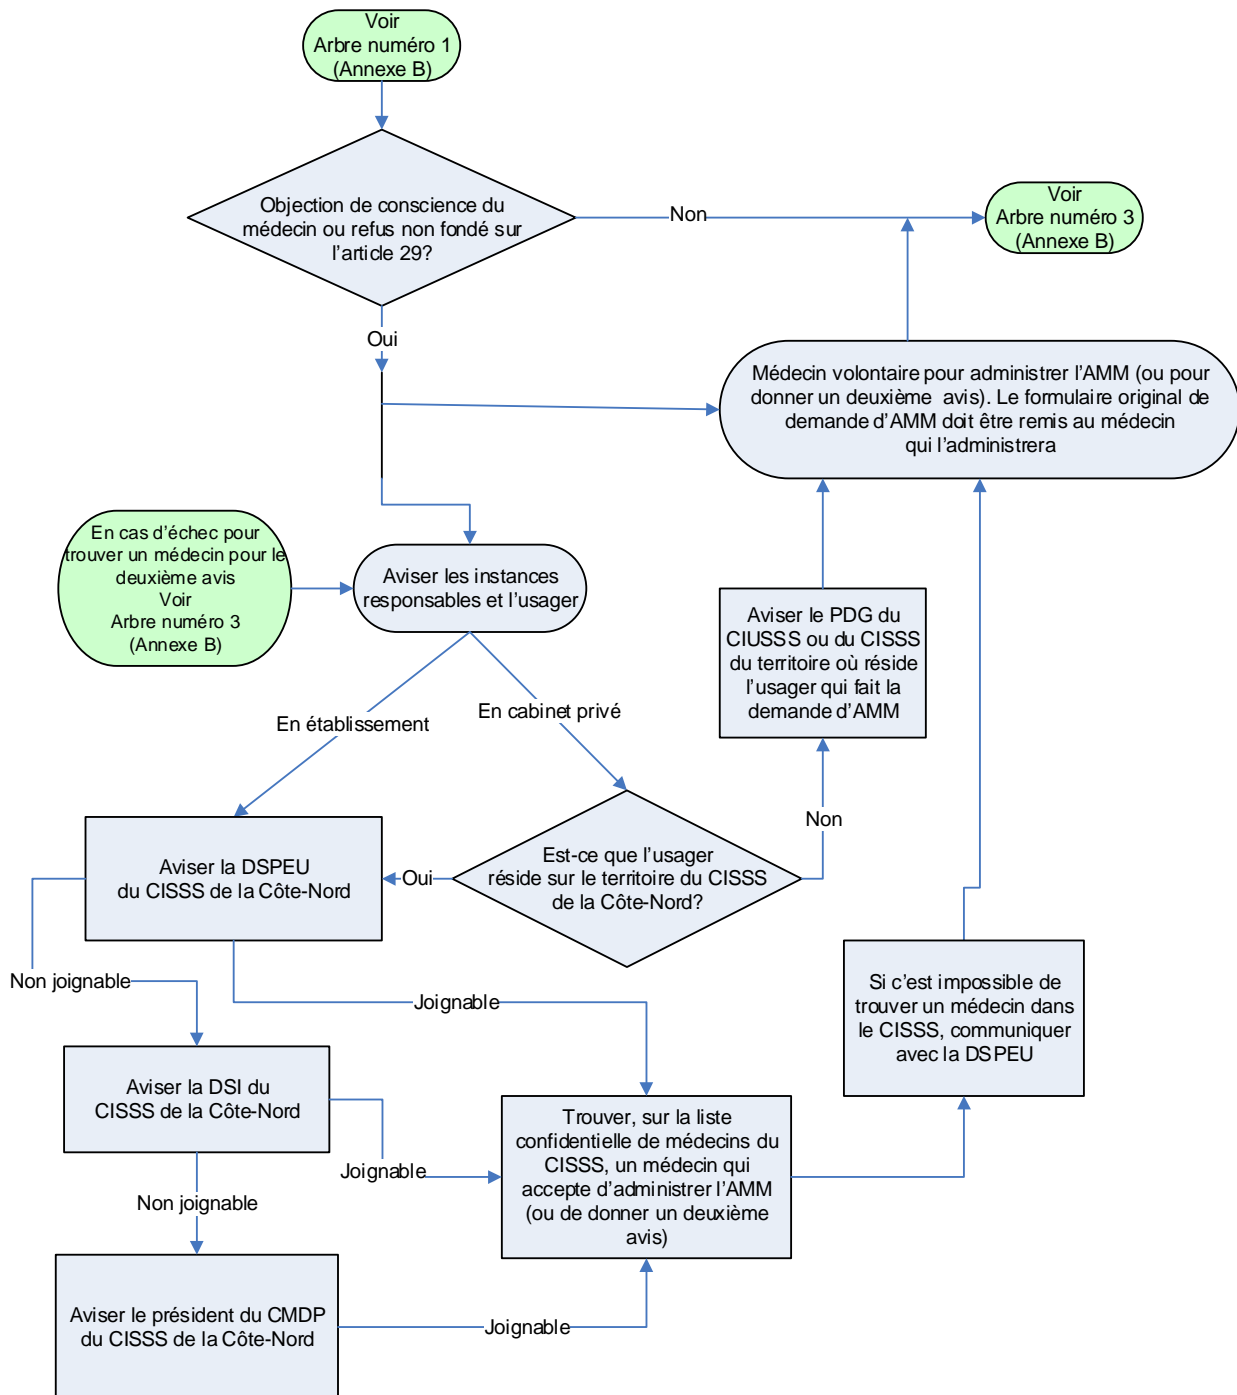 Voir
Arbre numéro 1
(Annexe B)
Objection de conscience du
médecin ou refus non fondé sur
l'article 29?
Non
Voir
Arbre numéro 3
(Annexe B)
Oui
Médecin volontaire pour administrer l'AMM (ou pour
donner un deuxième avis). Le formulaire original de
demande d'AMM doit être remis au médecin
qui l'administrera
En cas d'échec pour
trouver un médecin pour le
deuxième avis
Voir
Arbre numéro 3
(Annexe B)
Aviser les instances
responsables et l'usager
Aviser le PDG du
CIUSSS ou du CISSS
du territoire où réside
l'usager qui fait la
demande d'AMM
En établissement
En cabinet privé
Non
Aviser la DSPEU
du CISSS de la Côte-Nord
Oui
Est-ce que l'usager
réside sur le territoire du CISSS
de la Côte-Nord?
Non joignable
Joignable
Si c'est impossible de
trouver un médecin dans
le CISSS, communiquer
avec la DSPEU
Aviser la DSI du
CISSS de la Côte-Nord
Joignable
Trouver, sur la liste
confidentielle de médecins du
CISSS, un médecin qui
accepte d'administrer l'AMM
(ou de donner un deuxième
avis)
Non joignable
Aviser le président du CMDP
du CISSS de la Côte-Nord
Joignable